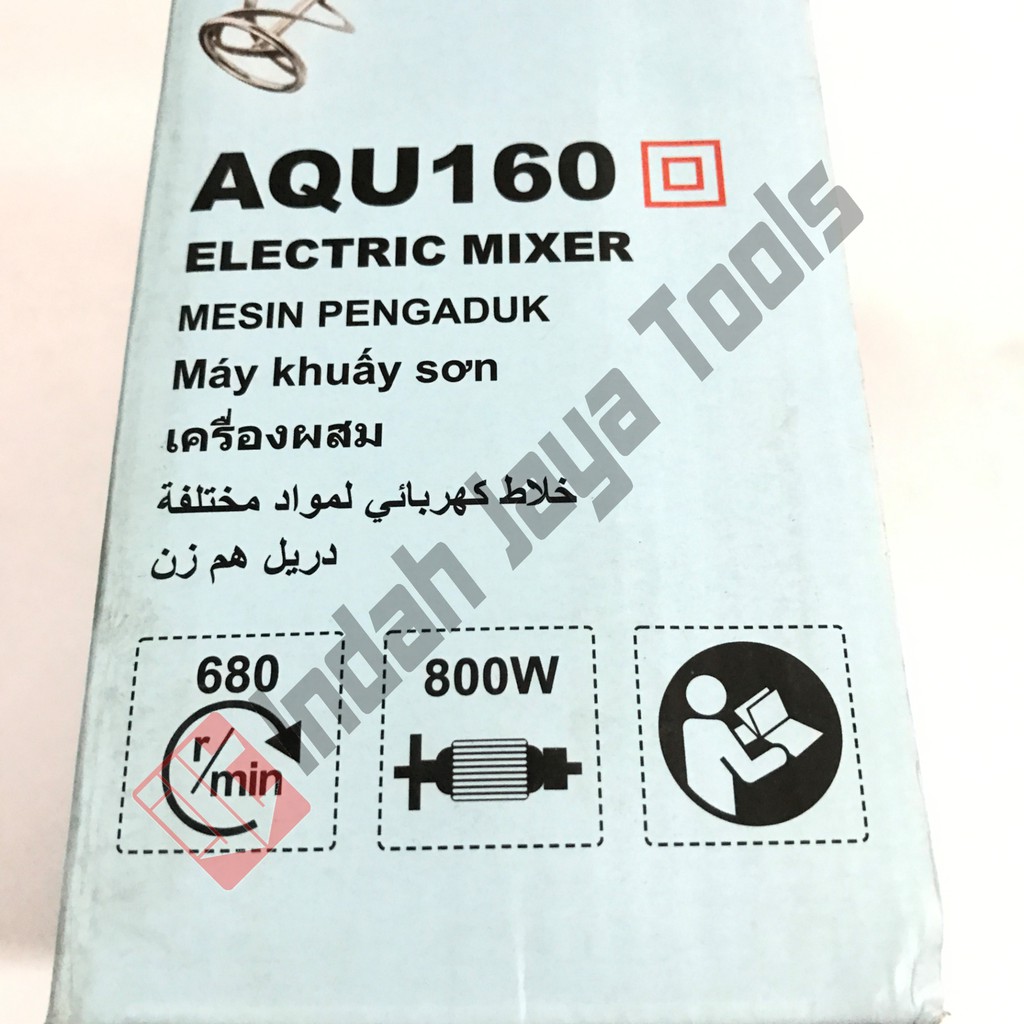 AQU160
ELECTRIC MIXER
MESIN PENGADUK
Máy khuấy sơn
เครื่องผสม
خلاط كهربائي لمواد مختلفة
دريل هم زن
680
r/min
800W
Indah Jaya Tools